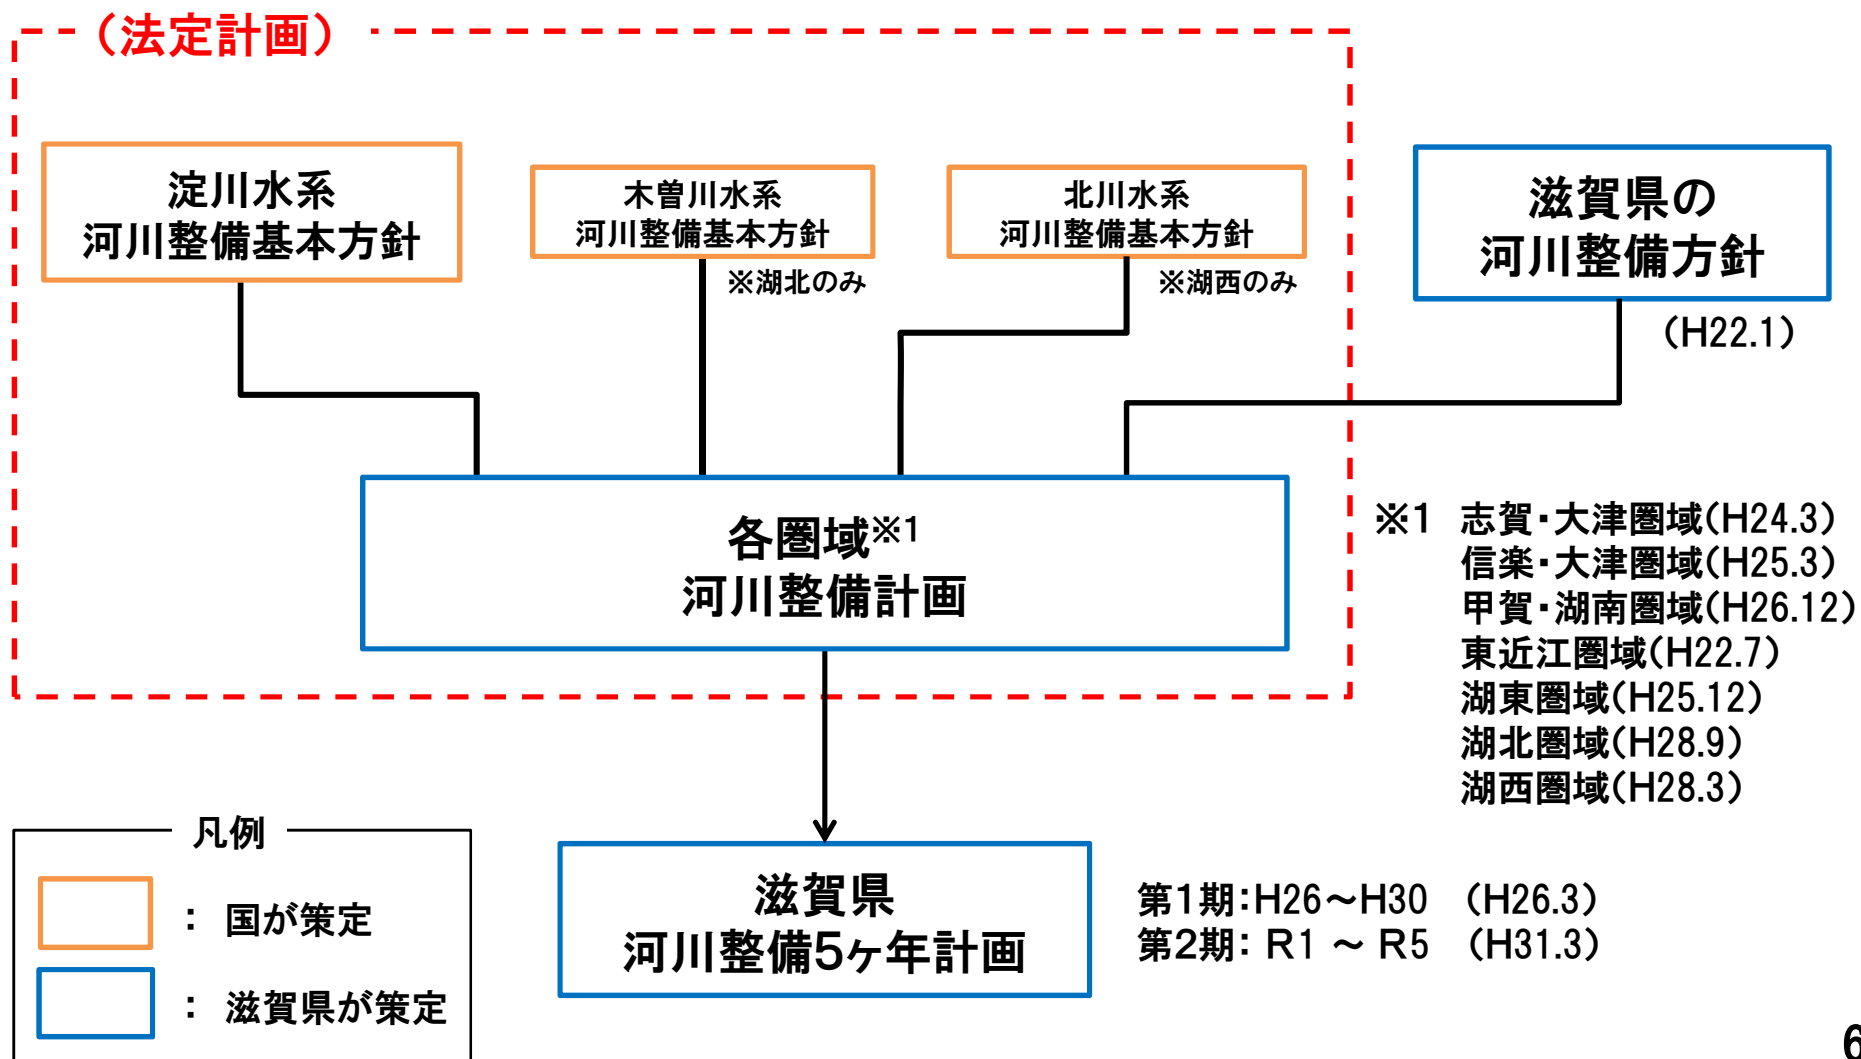 （法定計画）
淀川水系
河川整備基本方針
木曽川水系
河川整備基本方針
※湖北のみ
北川水系
河川整備基本方針
※湖西のみ
滋賀県の
河川整備方針
（H22.1）
各圏域※1
河川整備計画
※1 志賀・大津圏域（H24.3）
信楽・大津圏域（H25.3）
甲賀・湖南圏域（H26.12）
東近江圏域（H22.7）
湖東圏域（H25.12）
湖北圏域（H28.9）
湖西圏域（H28.3）
滋賀県
河川整備5ヶ年計画
第1期：H26～H30 （H26.3）
第2期： R1 ～ R5 （H31.3）
凡例
： 国が策定
： 滋賀県が策定
6